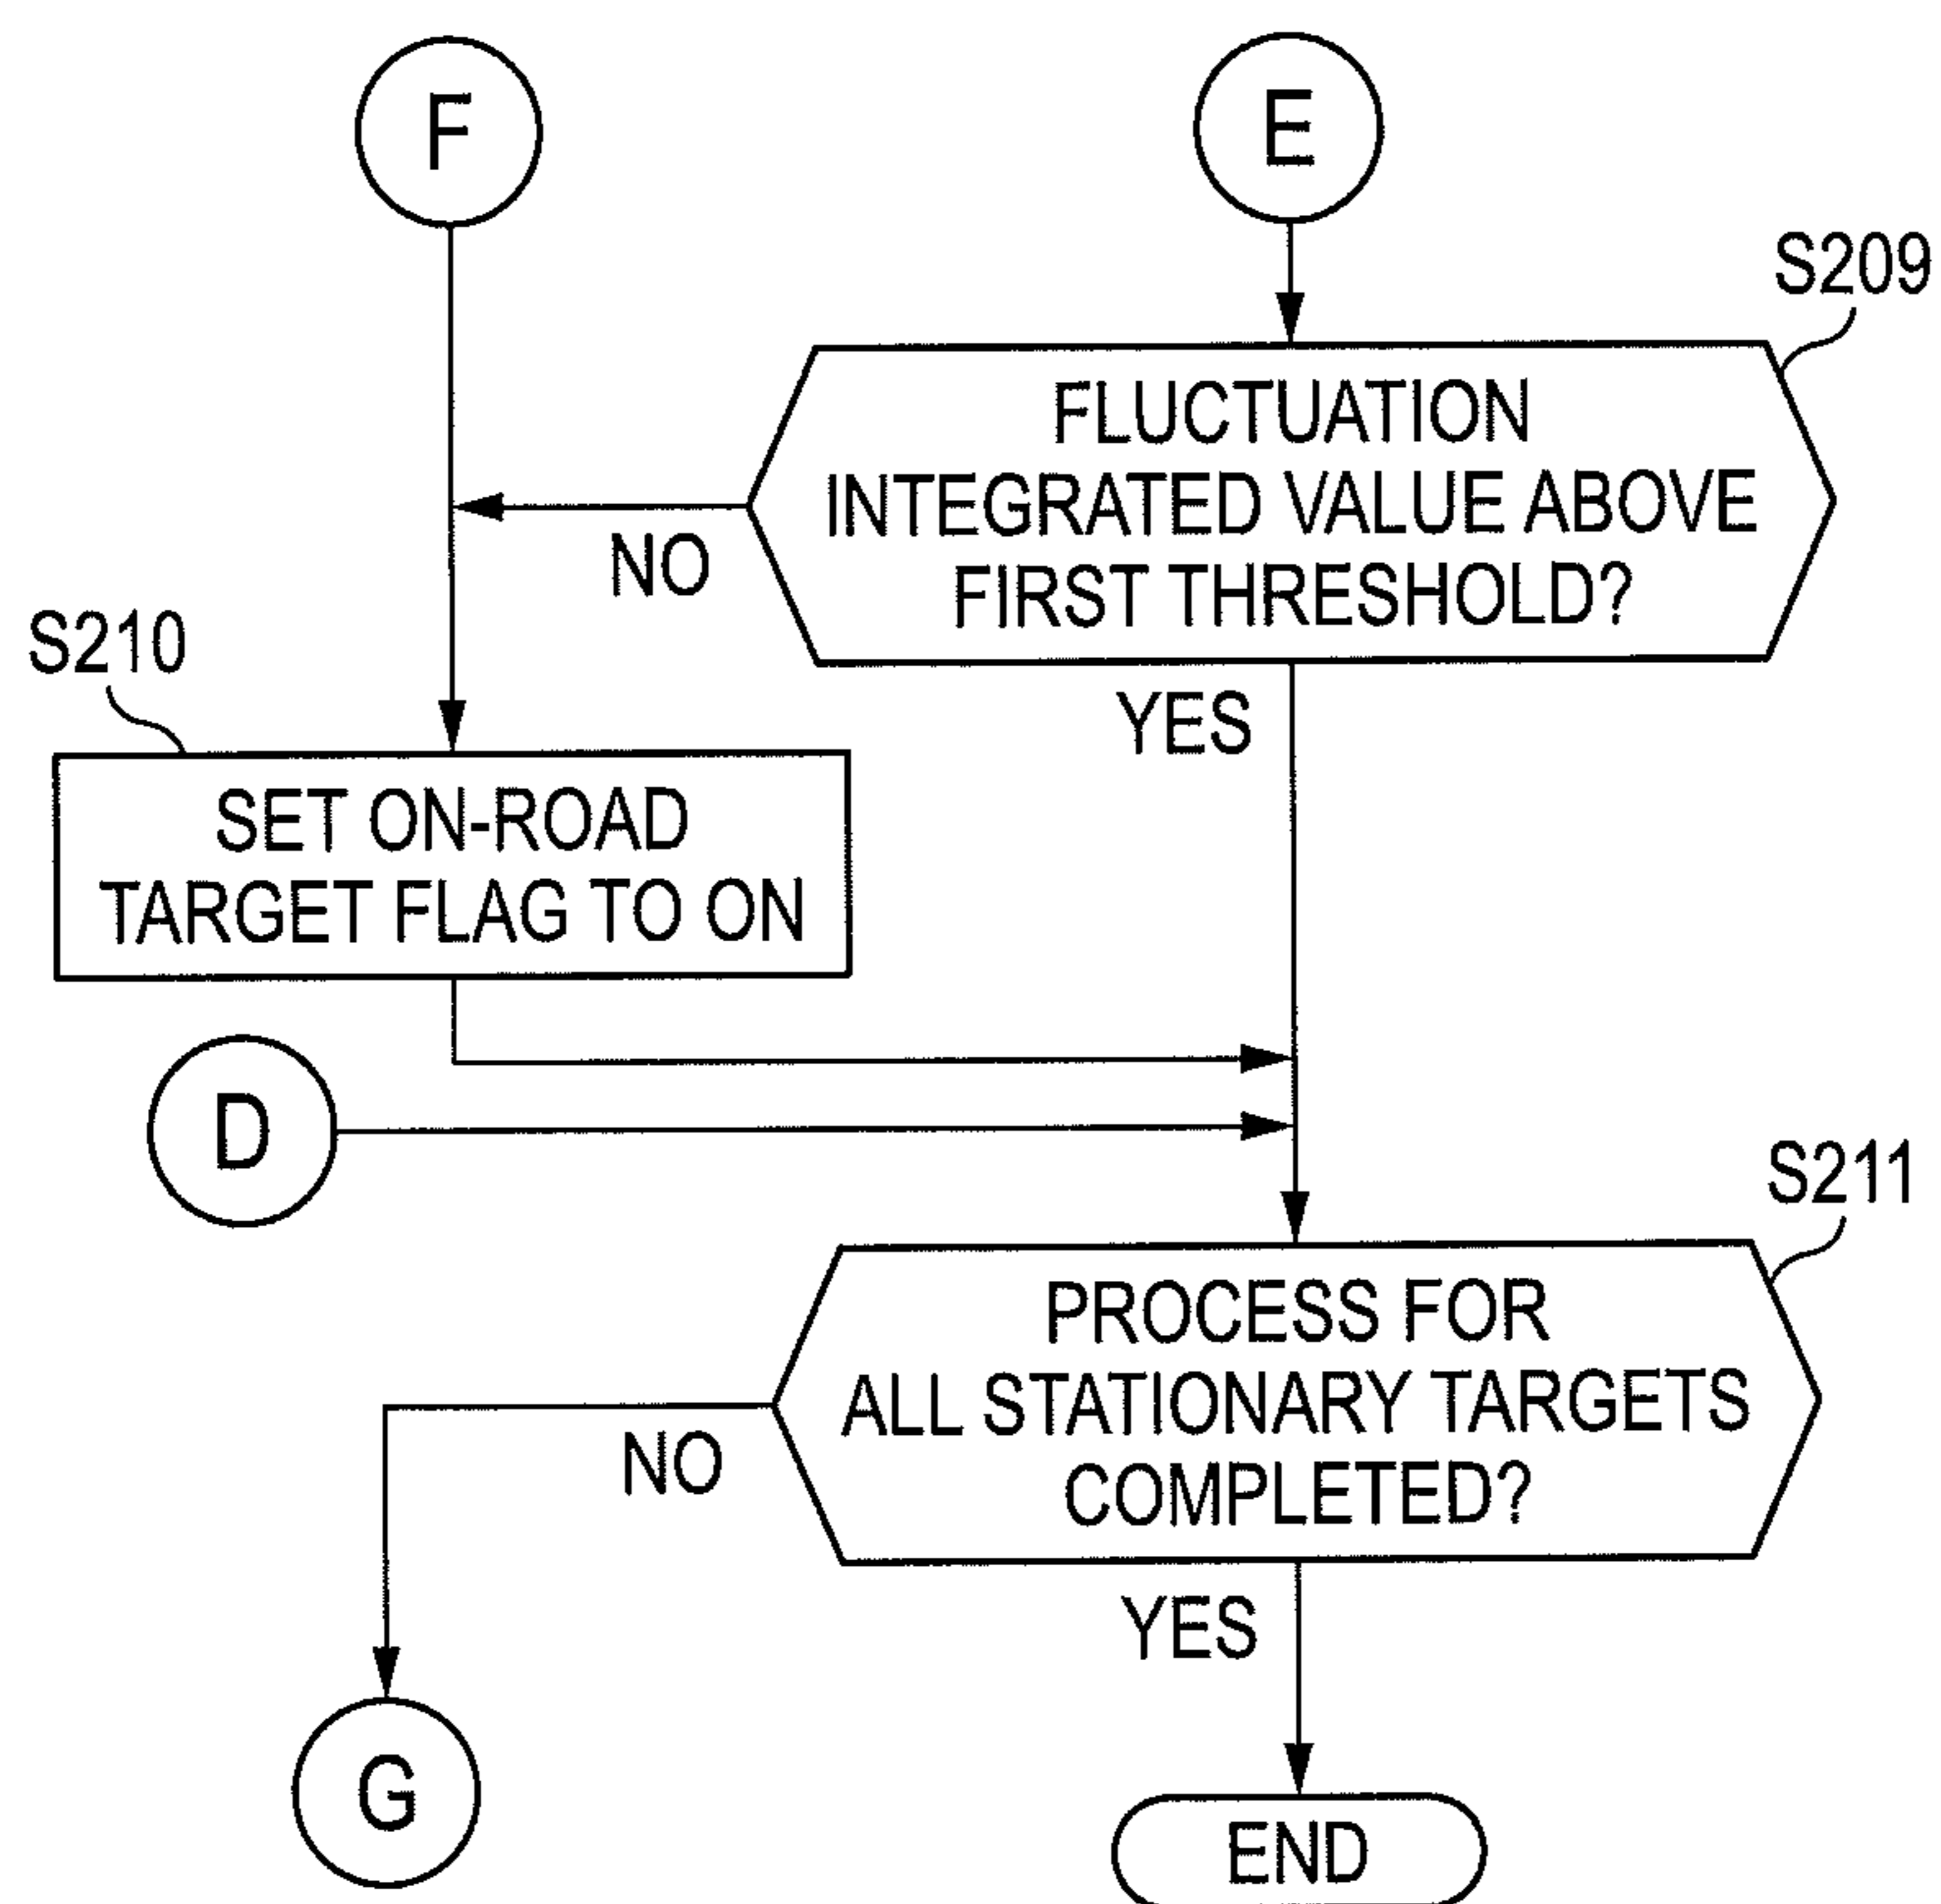 F
E
S209
FLUCTUATION
INTEGRATED VALUE ABOVE
FIRST THRESHOLD?
NO
S210
YES
SET ON-ROAD
TARGET FLAG TO ON
D
S211
PROCESS FOR
ALL STATIONARY TARGETS
COMPLETED?
NO
YES
G
END